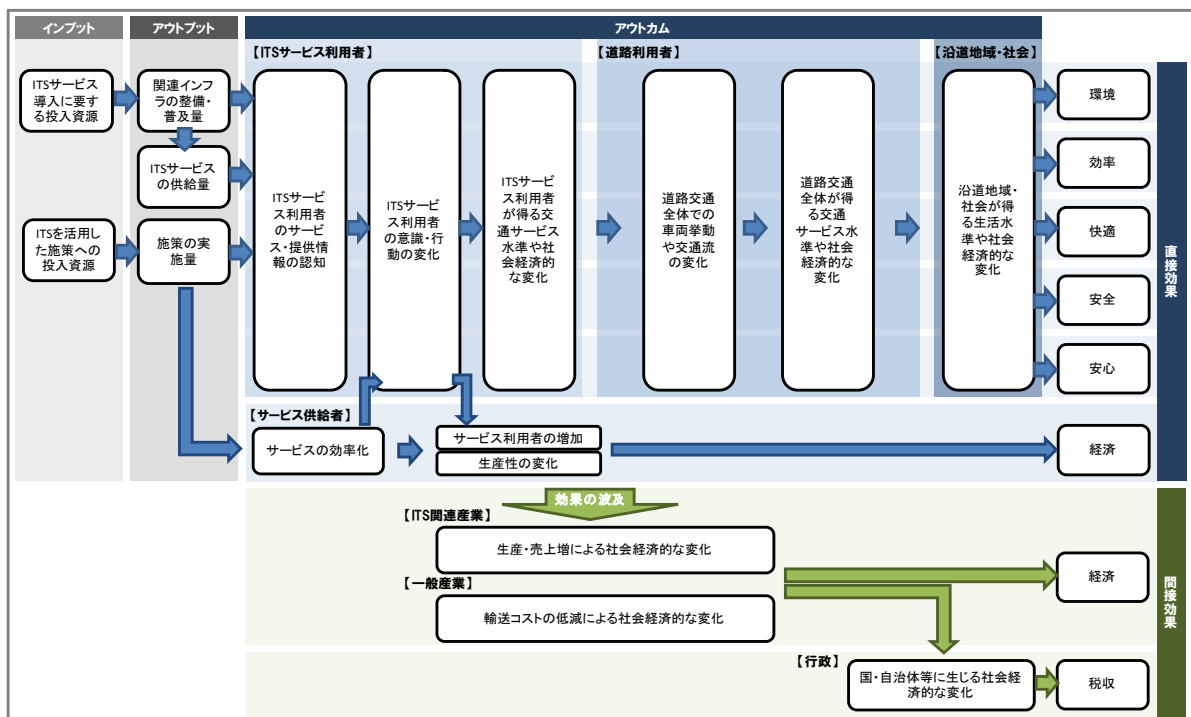 インプット
アウトプット
アウトカム
【ITSサービス利用者】
【道路利用者】
【沿道地域・社会】
ITSサービス
導入に要す
る投入資源
関連インフ
ラの整備・
普及量
ITSサービス
の供給量
ITSを活用し
た施策への
投入資源
施策の実
施量
ITSサービ
ス利用者
のサービ
ス・提供情
報の認知
ITSサービ
ス利用者
の意識・行
動の変化
ITSサービ
ス利用者
が得る交
通サービス
水準や社
会経済的
な変化
道路交通
全体での
車両挙動
や交通流
の変化
道路交通
全体が得
る交通
サービス水
準や社会
経済的な
変化
沿道地域・
社会が得
る生活水
準や社会
経済的な変
化
環境
効率
快適
安全
安心
直接効果
【サービス供給者】
サービスの効率化
サービス利用者の増加
生産性の変化
経済
効果の波及
【ITS関連産業】
生産・売上増による社会経済的な変化
【一般産業】
輸送コストの低減による社会経済的な変化
経済
間接効果
【行政】
国・自治体等に生じる社会経
済的な変化
税収